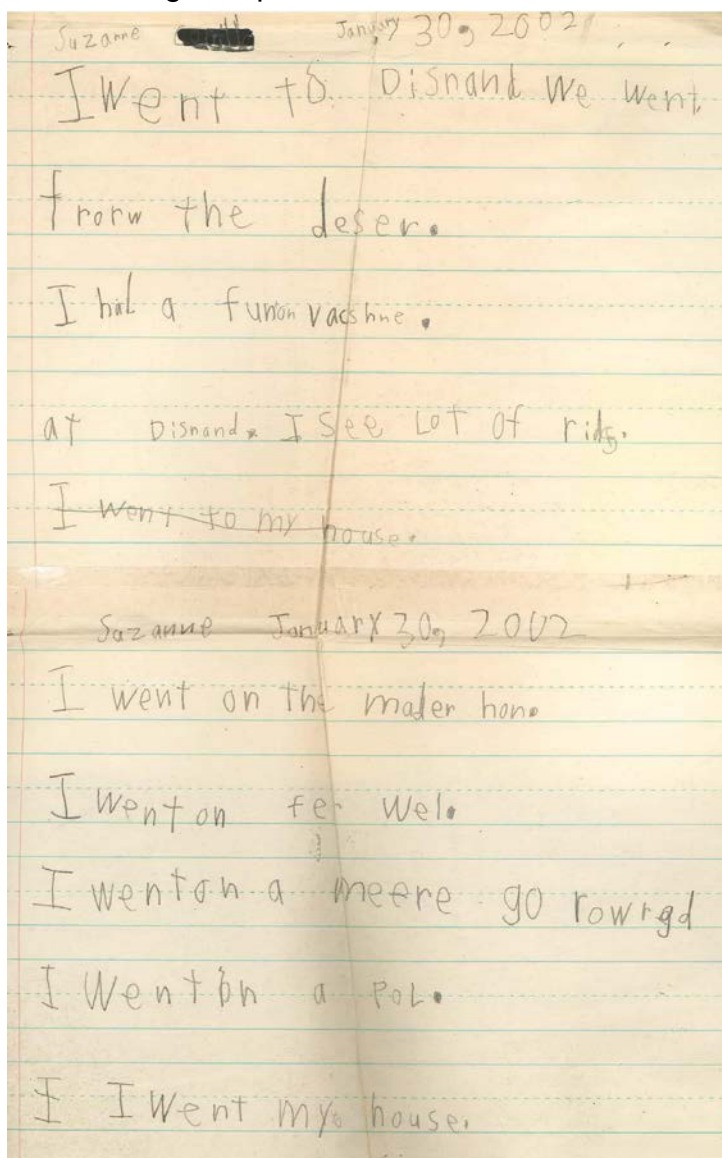 Suzanne January 30, 2002
I Went to Disnand We went
frorw the deser.
I had a funon vacshne.
at Disnand. I see Lot of rids.
I went to my house.
Suzanne January 30, 2002
I went on the mader hon.
I went on fer Wel.
I went on a meere go rowrgd
I Went on a PoL.
I I Went my house.